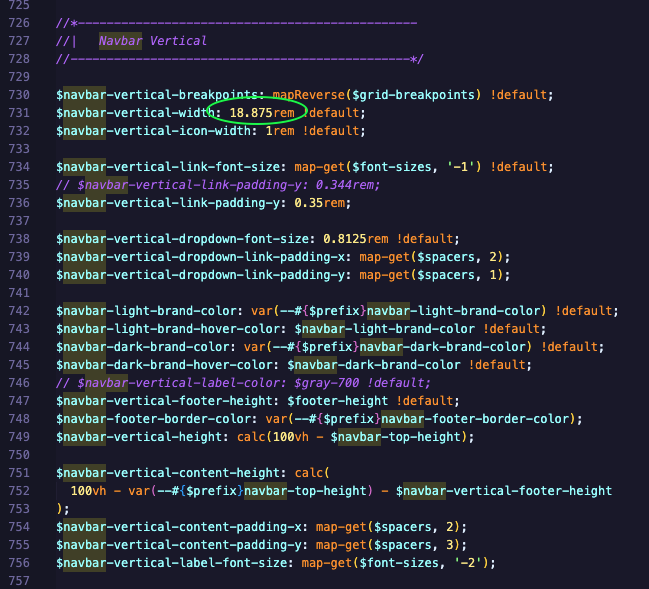 725
726 //*-----------------------------------------------
727 //|   Navbar Vertical
728 //-----------------------------------------------*/
729
730 $navbar-vertical-breakpoints: mapReverse($grid-breakpoints) !default;
731 $navbar-vertical-width: 18.875rem !default;
732 $navbar-vertical-icon-width: 1rem !default;
733
734 $navbar-vertical-link-font-size: map-get($font-sizes, '-1') !default;
735 // $navbar-vertical-link-padding-y: 0.344rem;
736 $navbar-vertical-link-padding-y: 0.35rem;
737
738 $navbar-vertical-dropdown-font-size: 0.8125rem !default;
739 $navbar-vertical-dropdown-link-padding-x: map-get($spacers, 2);
740 $navbar-vertical-dropdown-link-padding-y: map-get($spacers, 1);
741
742 $navbar-light-brand-color: var(--#{$prefix}navbar-light-brand-color) !default;
743 $navbar-light-brand-hover-color: $navbar-light-brand-color !default;
744 $navbar-dark-brand-color: var(--#{$prefix}navbar-dark-brand-color) !default;
745 $navbar-dark-brand-hover-color: $navbar-dark-brand-color !default;
746 // $navbar-vertical-label-color: $gray-700 !default;
747 $navbar-vertical-footer-height: $footer-height !default;
748 $navbar-footer-border-color: var(--#{$prefix}navbar-footer-border-color);
749 $navbar-vertical-height: calc(100vh - $navbar-top-height);
750
751 $navbar-vertical-content-height: calc(
752   100vh - var(--#{$prefix}navbar-top-height) - $navbar-vertical-footer-height
753 );
754 $navbar-vertical-content-padding-x: map-get($spacers, 2);
755 $navbar-vertical-content-padding-y: map-get($spacers, 3);
756 $navbar-vertical-label-font-size: map-get($font-sizes, '-2');
757